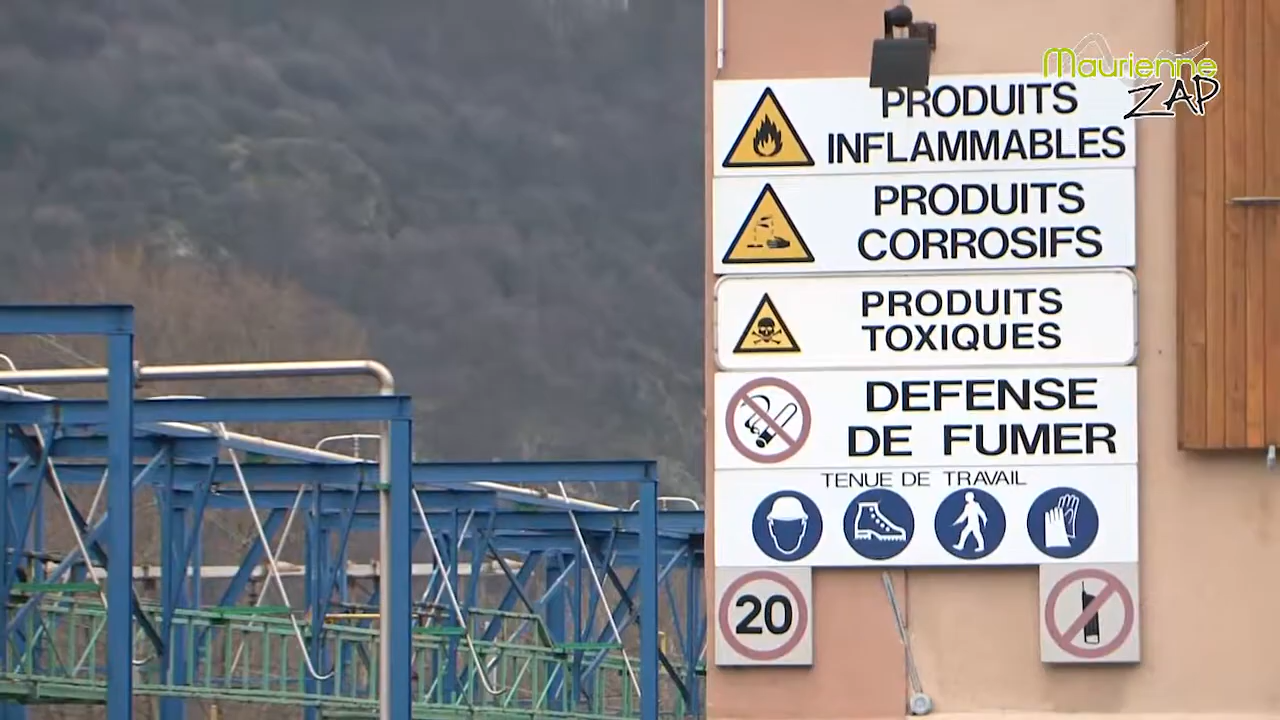 Maurienne
ZAP
PRODUITS
INFLAMMABLES
PRODUITS
CORROSIFS
PRODUITS
TOXIQUES
DEFENSE
DE FUMER
TENUE DE TRAVAIL
20